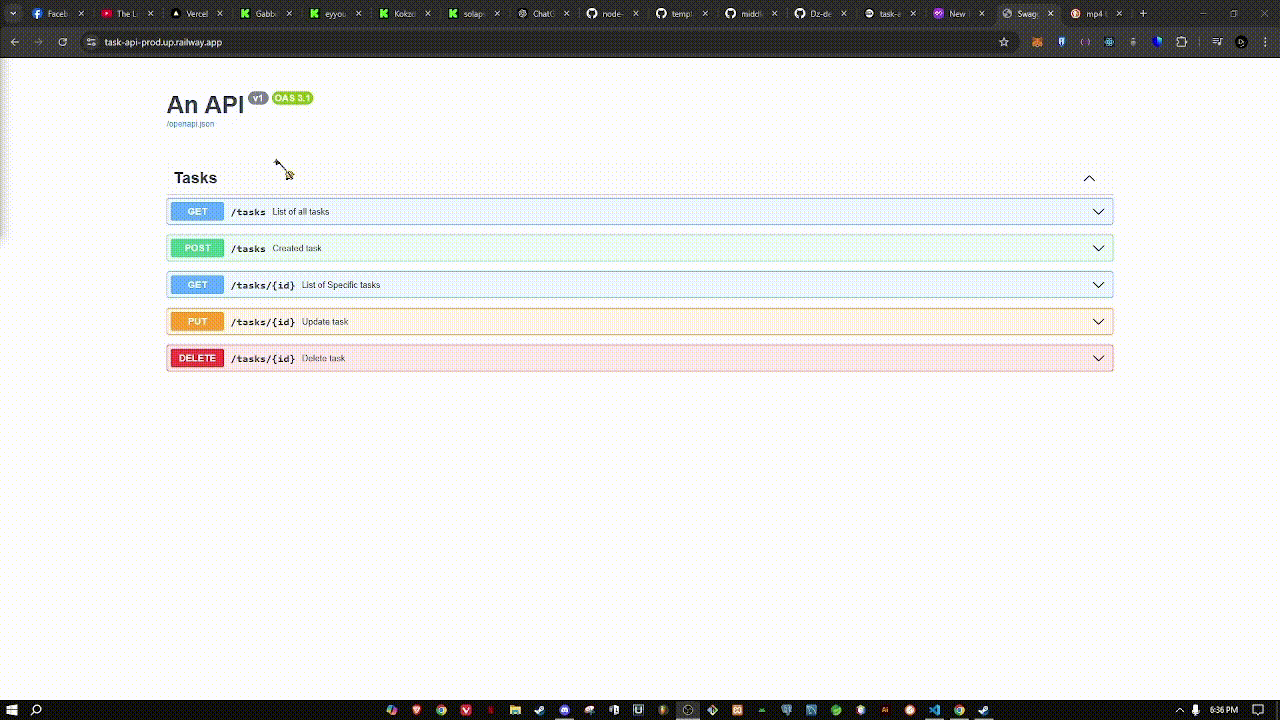 Faceb The L Vercel Gabb eyyou Kokzo solap ChatG node- temp Dz-de task-a New Swag mp4
task-api-prod.up.railway.app
An API v1 OAS 3.1
/openapi.json
Tasks
GET /tasks List of all tasks
POST /tasks Created task
GET /tasks/{id} List of Specific tasks
PUT /tasks/{id} Update task
DELETE /tasks/{id} Delete task
6:36 PM